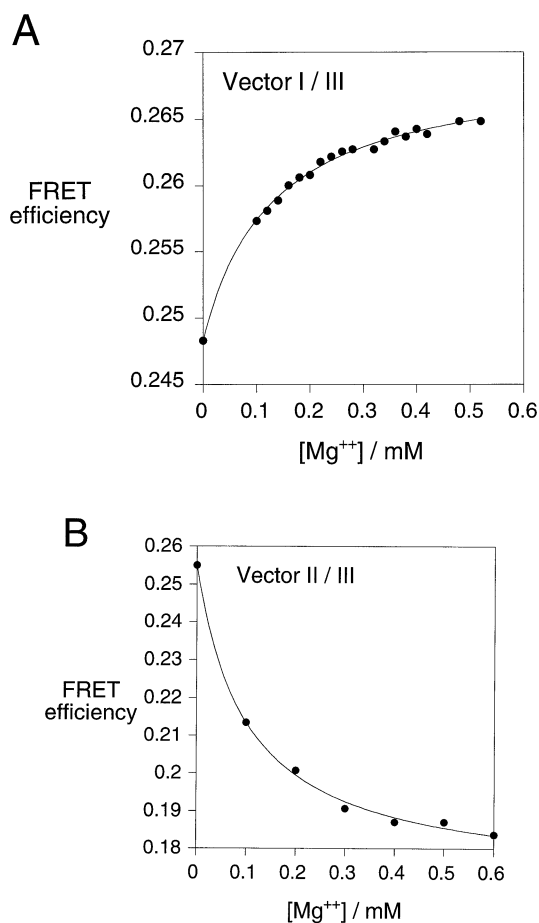 A
0.27
Vector I / III
0.265
0.26
FRET
efficiency
0.255
0.25
0.245
0 0.1 0.2 0.3 0.4 0.5 0.6
[Mg++] / mM
B
0.26
Vector II / III
0.25
0.24
0.23
0.22
FRET
efficiency
0.21
0.2
0.19
0.18
0 0.1 0.2 0.3 0.4 0.5 0.6
[Mg++] / mM